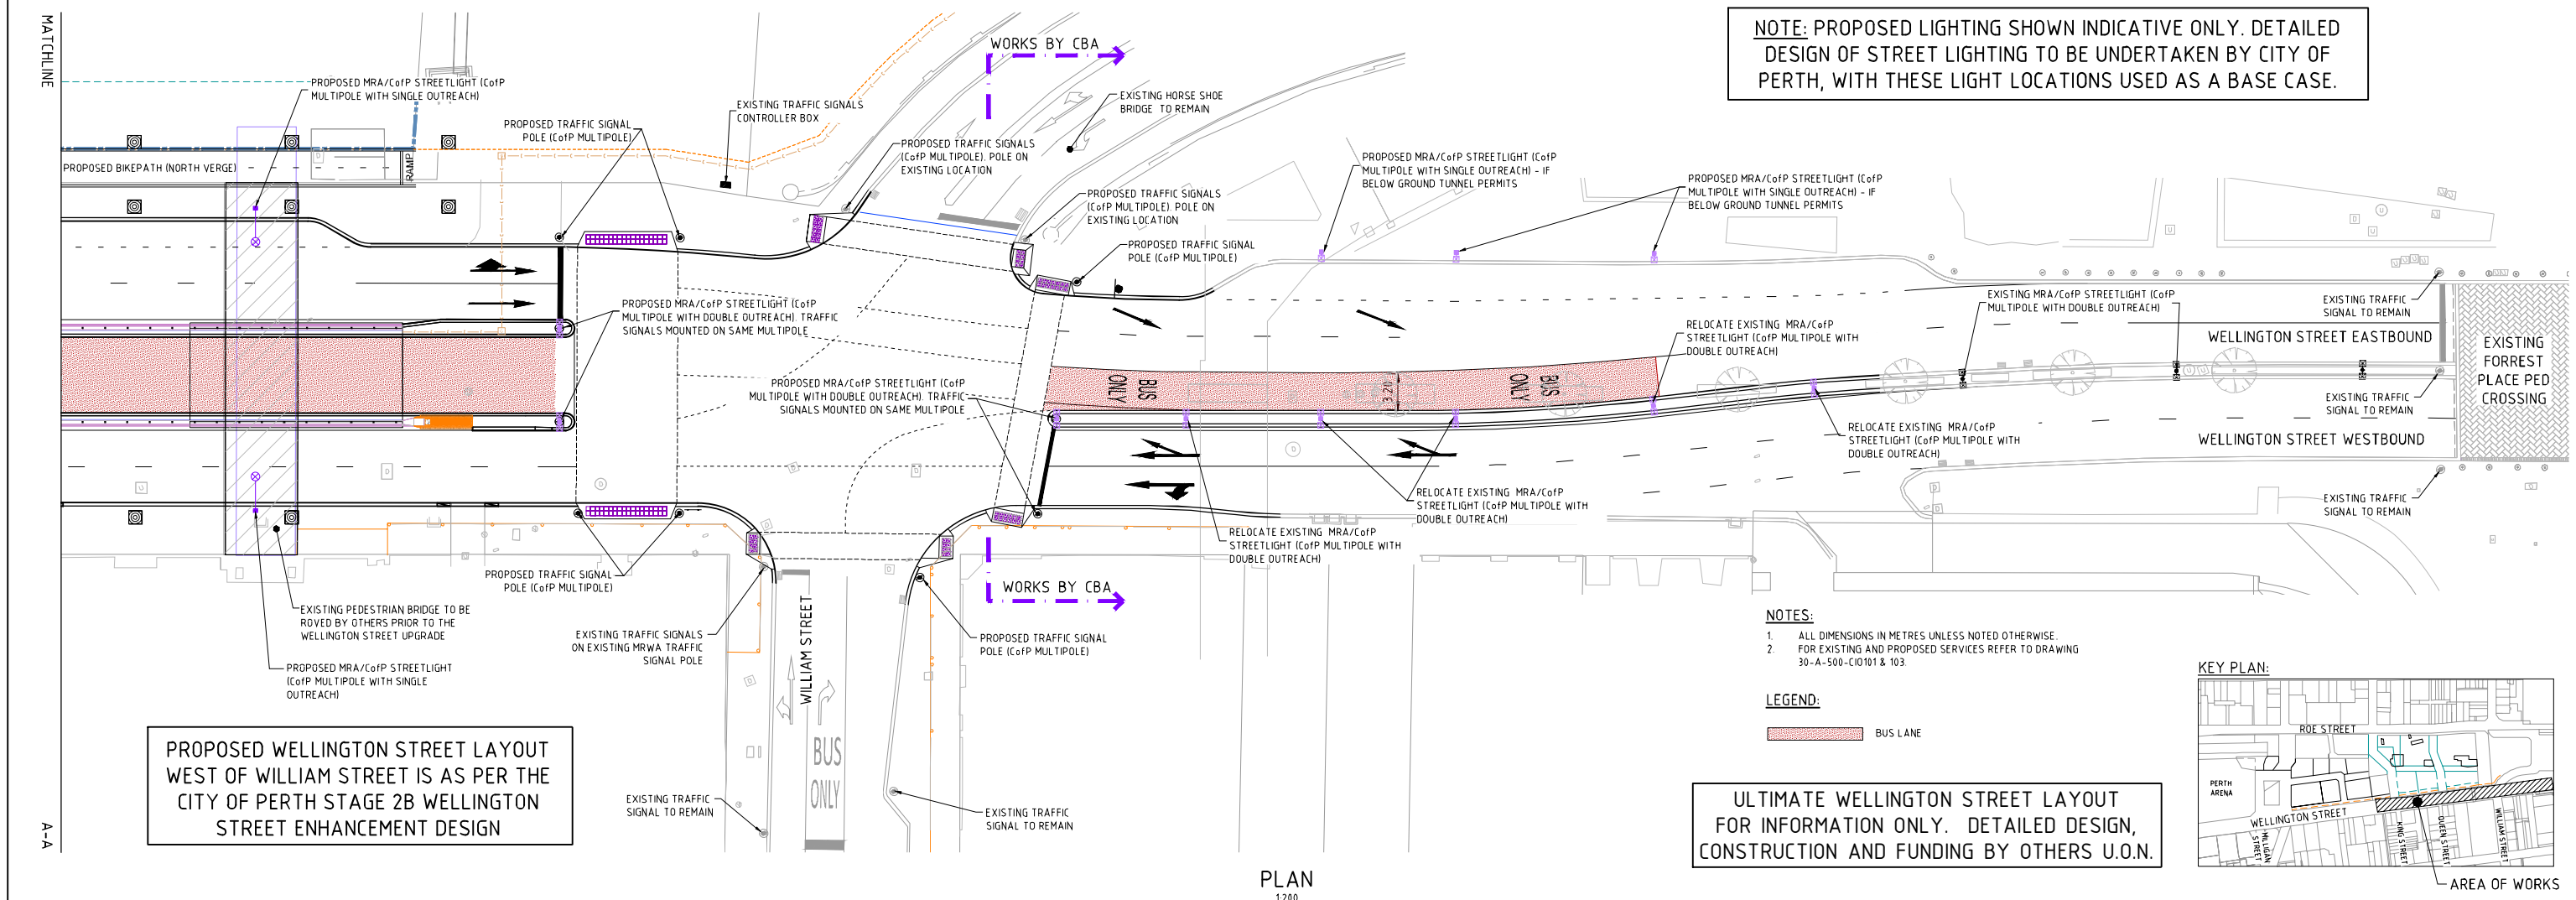 MATCHLINE
A-A
PROPOSED MRA/CofP STREETLIGHT (CofP
MULTIPOLE WITH SINGLE OUTREACH)
PROPOSED BIKEPATH (NORTH VERGE)
RAMP
PROPOSED TRAFFIC SIGNAL
POLE (CofP MULTIPOLE)
EXISTING TRAFFIC SIGNALS
CONTROLLER BOX
WORKS BY CBA
EXISTING HORSE SHOE
BRIDGE TO REMAIN
PROPOSED TRAFFIC SIGNALS
(CofP MULTIPOLE). POLE ON
EXISTING LOCATION
PROPOSED TRAFFIC SIGNALS
(CofP MULTIPOLE). POLE ON
EXISTING LOCATION
PROPOSED TRAFFIC SIGNAL
POLE (CofP MULTIPOLE)
NOTE: PROPOSED LIGHTING SHOWN INDICATIVE ONLY. DETAILED
DESIGN OF STREET LIGHTING TO BE UNDERTAKEN BY CITY OF
PERTH, WITH THESE LIGHT LOCATIONS USED AS A BASE CASE.
PROPOSED MRA/CofP STREETLIGHT (CofP
MULTIPOLE WITH SINGLE OUTREACH) - IF
BELOW GROUND TUNNEL PERMITS
PROPOSED MRA/CofP STREETLIGHT (CofP
MULTIPOLE WITH SINGLE OUTREACH) - IF
BELOW GROUND TUNNEL PERMITS
PROPOSED MRA/CofP STREETLIGHT (CofP
MULTIPOLE WITH DOUBLE OUTREACH). TRAFFIC
SIGNALS MOUNTED ON SAME MULTIPOLE
PROPOSED MRA/CofP STREETLIGHT (CofP
MULTIPOLE WITH DOUBLE OUTREACH). TRAFFIC
SIGNALS MOUNTED ON SAME MULTIPOLE
BUS
ONLY
3.20
BUS
ONLY
RELOCATE EXISTING MRA/CofP
STREETLIGHT (CofP MULTIPOLE WITH
DOUBLE OUTREACH)
EXISTING MRA/CofP STREETLIGHT (CofP
MULTIPOLE WITH DOUBLE OUTREACH)
EXISTING TRAFFIC
SIGNAL TO REMAIN
WELLINGTON STREET EASTBOUND
EXISTING
FORREST
PLACE PED
CROSSING
EXISTING TRAFFIC
SIGNAL TO REMAIN
WELLINGTON STREET WESTBOUND
RELOCATE EXISTING MRA/CofP
STREETLIGHT (CofP MULTIPOLE WITH
DOUBLE OUTREACH)
EXISTING TRAFFIC
SIGNAL TO REMAIN
RELOCATE EXISTING MRA/CofP
STREETLIGHT (CofP MULTIPOLE WITH
DOUBLE OUTREACH)
RELOCATE EXISTING MRA/CofP
STREETLIGHT (CofP MULTIPOLE WITH
DOUBLE OUTREACH)
PROPOSED TRAFFIC SIGNAL
POLE (CofP MULTIPOLE)
WORKS BY CBA
EXISTING PEDESTRIAN BRIDGE TO BE
ROVED BY OTHERS PRIOR TO THE
WELLINGTON STREET UPGRADE
EXISTING TRAFFIC SIGNALS
ON EXISTING MRWA TRAFFIC
SIGNAL POLE
PROPOSED MRA/CofP STREETLIGHT
(CofP MULTIPOLE WITH SINGLE
OUTREACH)
WILLIAM STREET
BUS
ONLY
PROPOSED TRAFFIC SIGNAL
POLE (CofP MULTIPOLE)
EXISTING TRAFFIC
SIGNAL TO REMAIN
EXISTING TRAFFIC
SIGNAL TO REMAIN
PROPOSED WELLINGTON STREET LAYOUT
WEST OF WILLIAM STREET IS AS PER THE
CITY OF PERTH STAGE 2B WELLINGTON
STREET ENHANCEMENT DESIGN
NOTES:
1. ALL DIMENSIONS IN METRES UNLESS NOTED OTHERWISE.
2. FOR EXISTING AND PROPOSED SERVICES REFER TO DRAWING
30-A-500-CI0101 & 103.
LEGEND:
BUS LANE
ULTIMATE WELLINGTON STREET LAYOUT
FOR INFORMATION ONLY. DETAILED DESIGN,
CONSTRUCTION AND FUNDING BY OTHERS U.O.N.
KEY PLAN:
ROE STREET
PERTH
ARENA
WELLINGTON STREET
MILLIGAN
STREET
KING STREET
QUEEN STREET
WILLIAM STREET
AREA OF WORKS
PLAN
1:200